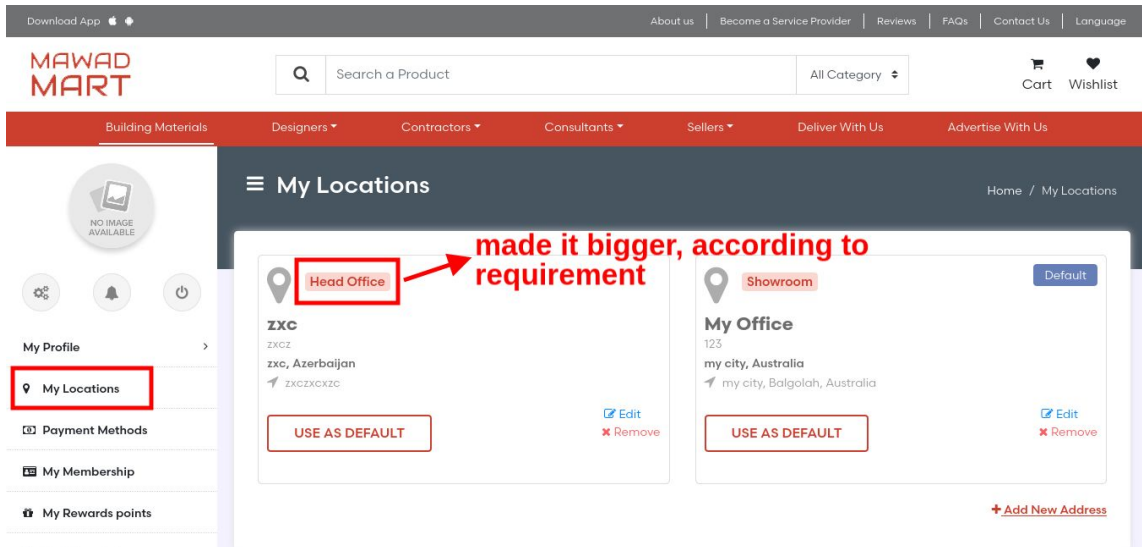 Download App
About us
Become a Service Provider
Reviews
FAQs
Contact Us
Language
MAWAD
MART
Search a Product
All Category
Cart
Wishlist
Building Materials
Designers
Contractors
Consultants
Sellers
Deliver With Us
Advertise With Us
NO IMAGE
AVAILABLE
My Profile
My Locations
Payment Methods
My Membership
My Rewards points
My Locations
Home / My Locations
made it bigger, according to
requirement
Head Office
zxc
zxcz
zxc, Azerbaijan
zxczxcxzc
USE AS DEFAULT
Edit
Remove
Showroom
Default
My Office
123
my city, Australia
my city, Balgolah, Australia
USE AS DEFAULT
Edit
Remove
+Add New Address